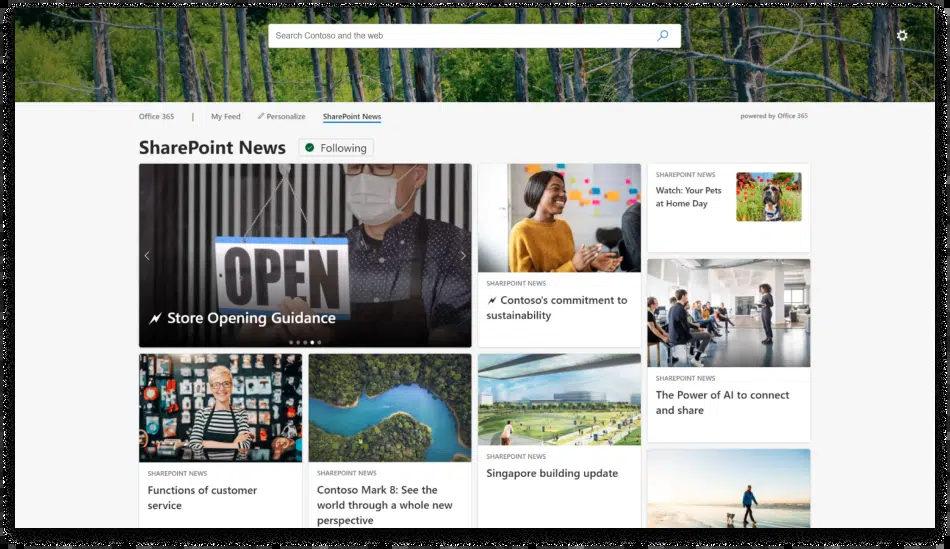 Search Contoso and the web
Office 365 | My Feed Personalize SharePoint News
powered by Office 365
SharePoint News
Following
OPEN
Store Opening Guidance
SHAREPOINT NEWS
Contoso's commitment to
sustainability
SHAREPOINT NEWS
Watch: Your Pets
at Home Day
SHAREPOINT NEWS
The Power of AI to connect
and share
SHAREPOINT NEWS
Functions of customer
service
SHAREPOINT NEWS
Contoso Mark 8: See the
world through a whole new
perspective
SHAREPOINT NEWS
Singapore building update